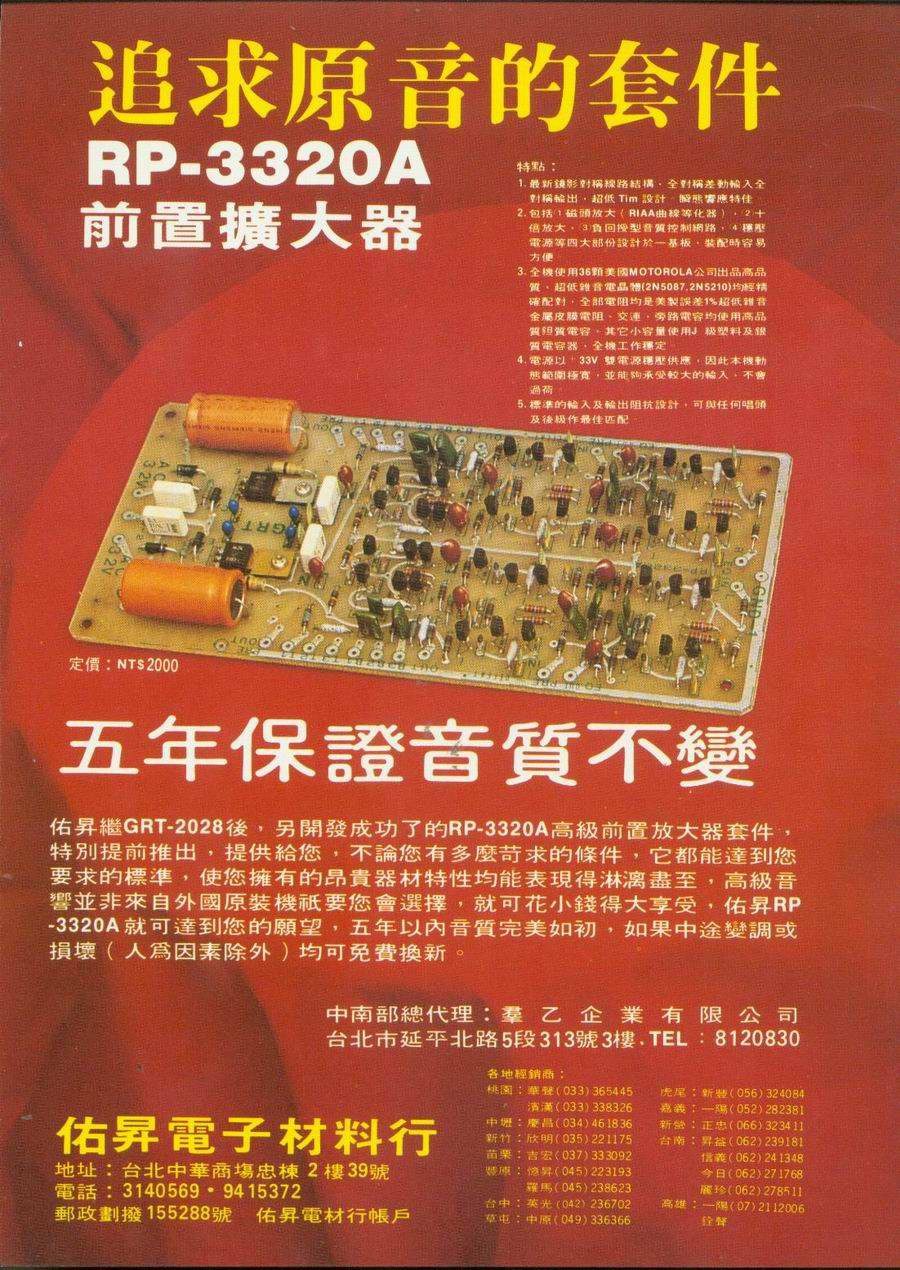 追求原音的套件
RP-3320A
前置擴大器
特點：
1. 最新鏡影對稱線路結構、全對稱差動輸入全
對稱輸出，超低 Tim 設計，瞬態響應特佳
2. 包括⑴磁頭放大（RIAA曲線等化器），⑵十
倍放大，⑶負回授型音質控制網路，⑷穩壓
電源等四大部份設計於一基板，裝配時容易
方便
3. 全機使用36顆美國MOTOROLA公司出品高品
質、超低雜音電晶體(2N5087,2N5210)均經精
確配對，全部電阻均是美製誤差1%超低雜音
金屬皮膜電阻、交連，旁路電容均使用高品
質鉭質電容，其它小容量使用J 級塑料及銀
質電容器，全機工作穩定
4. 電源以 33V 雙電源穩壓供應，因此本機動
態範圍極寬，並能夠承受較大的輸入，不會
過荷
5. 標準的輸入及輸出阻抗設計，可與任何唱頭
及後級作最佳匹配
GRT
定價：NT$2000
五年保證音質不變
佑昇繼GRT-2028後，另開發成功了的RP-3320A高級前置放大器套件，
特別提前推出，提供給您，不論您有多麼苛求的條件，它都能達到您
要求的標準，使您擁有的昂貴器材特性均能表現得淋漓盡至，高級音
響並非來自外國原裝機祇要您會選擇，就可花小錢得大享受，佑昇RP
-3320A就可達到您的願望，五年以內音質完美如初，如果中途變調或
損壞（人爲因素除外）均可免費換新。
中南部總代理：羣乙企業有限公司
台北市延平北路5段313號3樓．TEL：8120830
各地經銷商：
桃園：華聲(033)365445
濱漢(033)338326
中壢：慶昌(034)461836
新竹：欣明(035)221175
苗栗：吉宏(037)333092
豐原：億昇(045)223193
羅馬(045)238623
台中：英光(042)236702
草屯：中原(049)336366
虎尾：新豐(056)324084
嘉義：一陽(052)282381
新營：正忠(066)323411
台南：昇益(062)239181
信義(062)241348
今日(062)271768
麗珍(062)278511
高雄：一陽(07)2112006
銓聲
佑昇電子材料行
地址：台北中華商場忠棟2樓39號
電話：3140569・9415372
郵政劃撥155288號 佑昇電材行帳戶